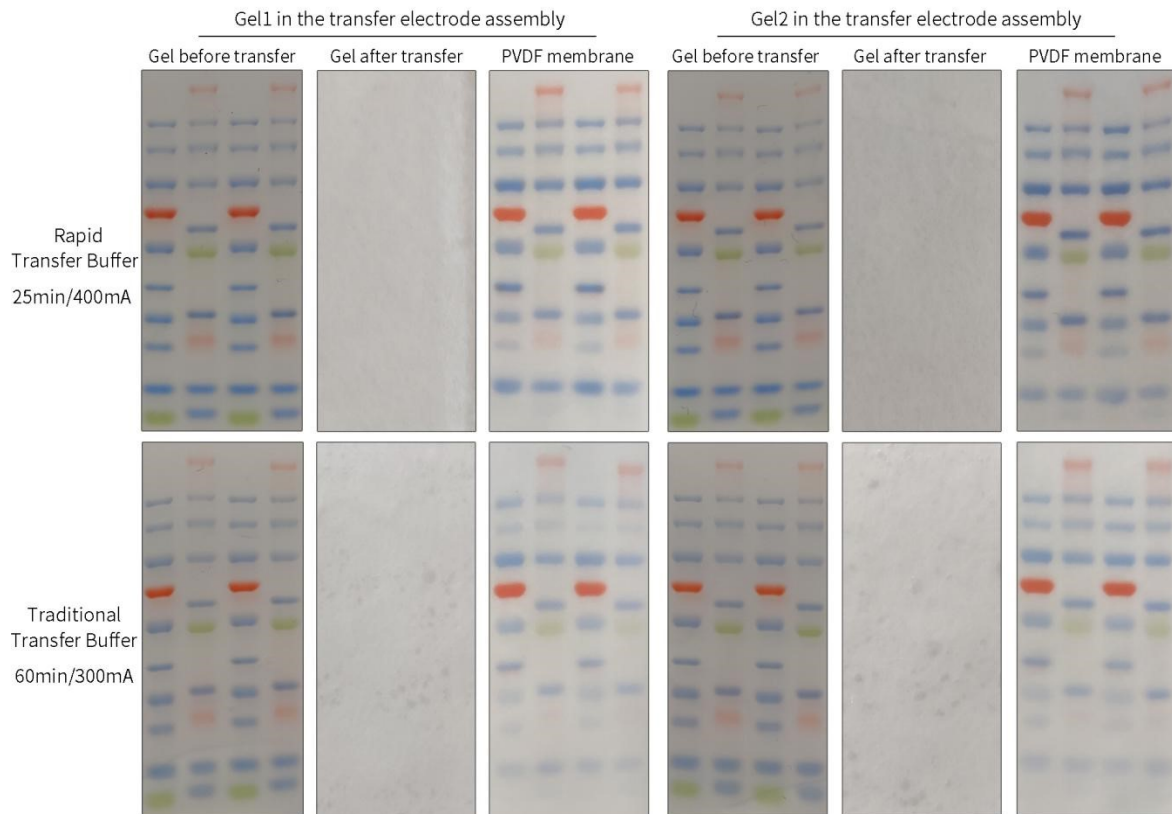 Gel1 in the transfer electrode assembly
Gel2 in the transfer electrode assembly
Gel before transfer
Gel after transfer
PVDF membrane
Gel before transfer
Gel after transfer
PVDF membrane
Rapid
Transfer Buffer
25min/400mA
Traditional
Transfer Buffer
60min/300mA